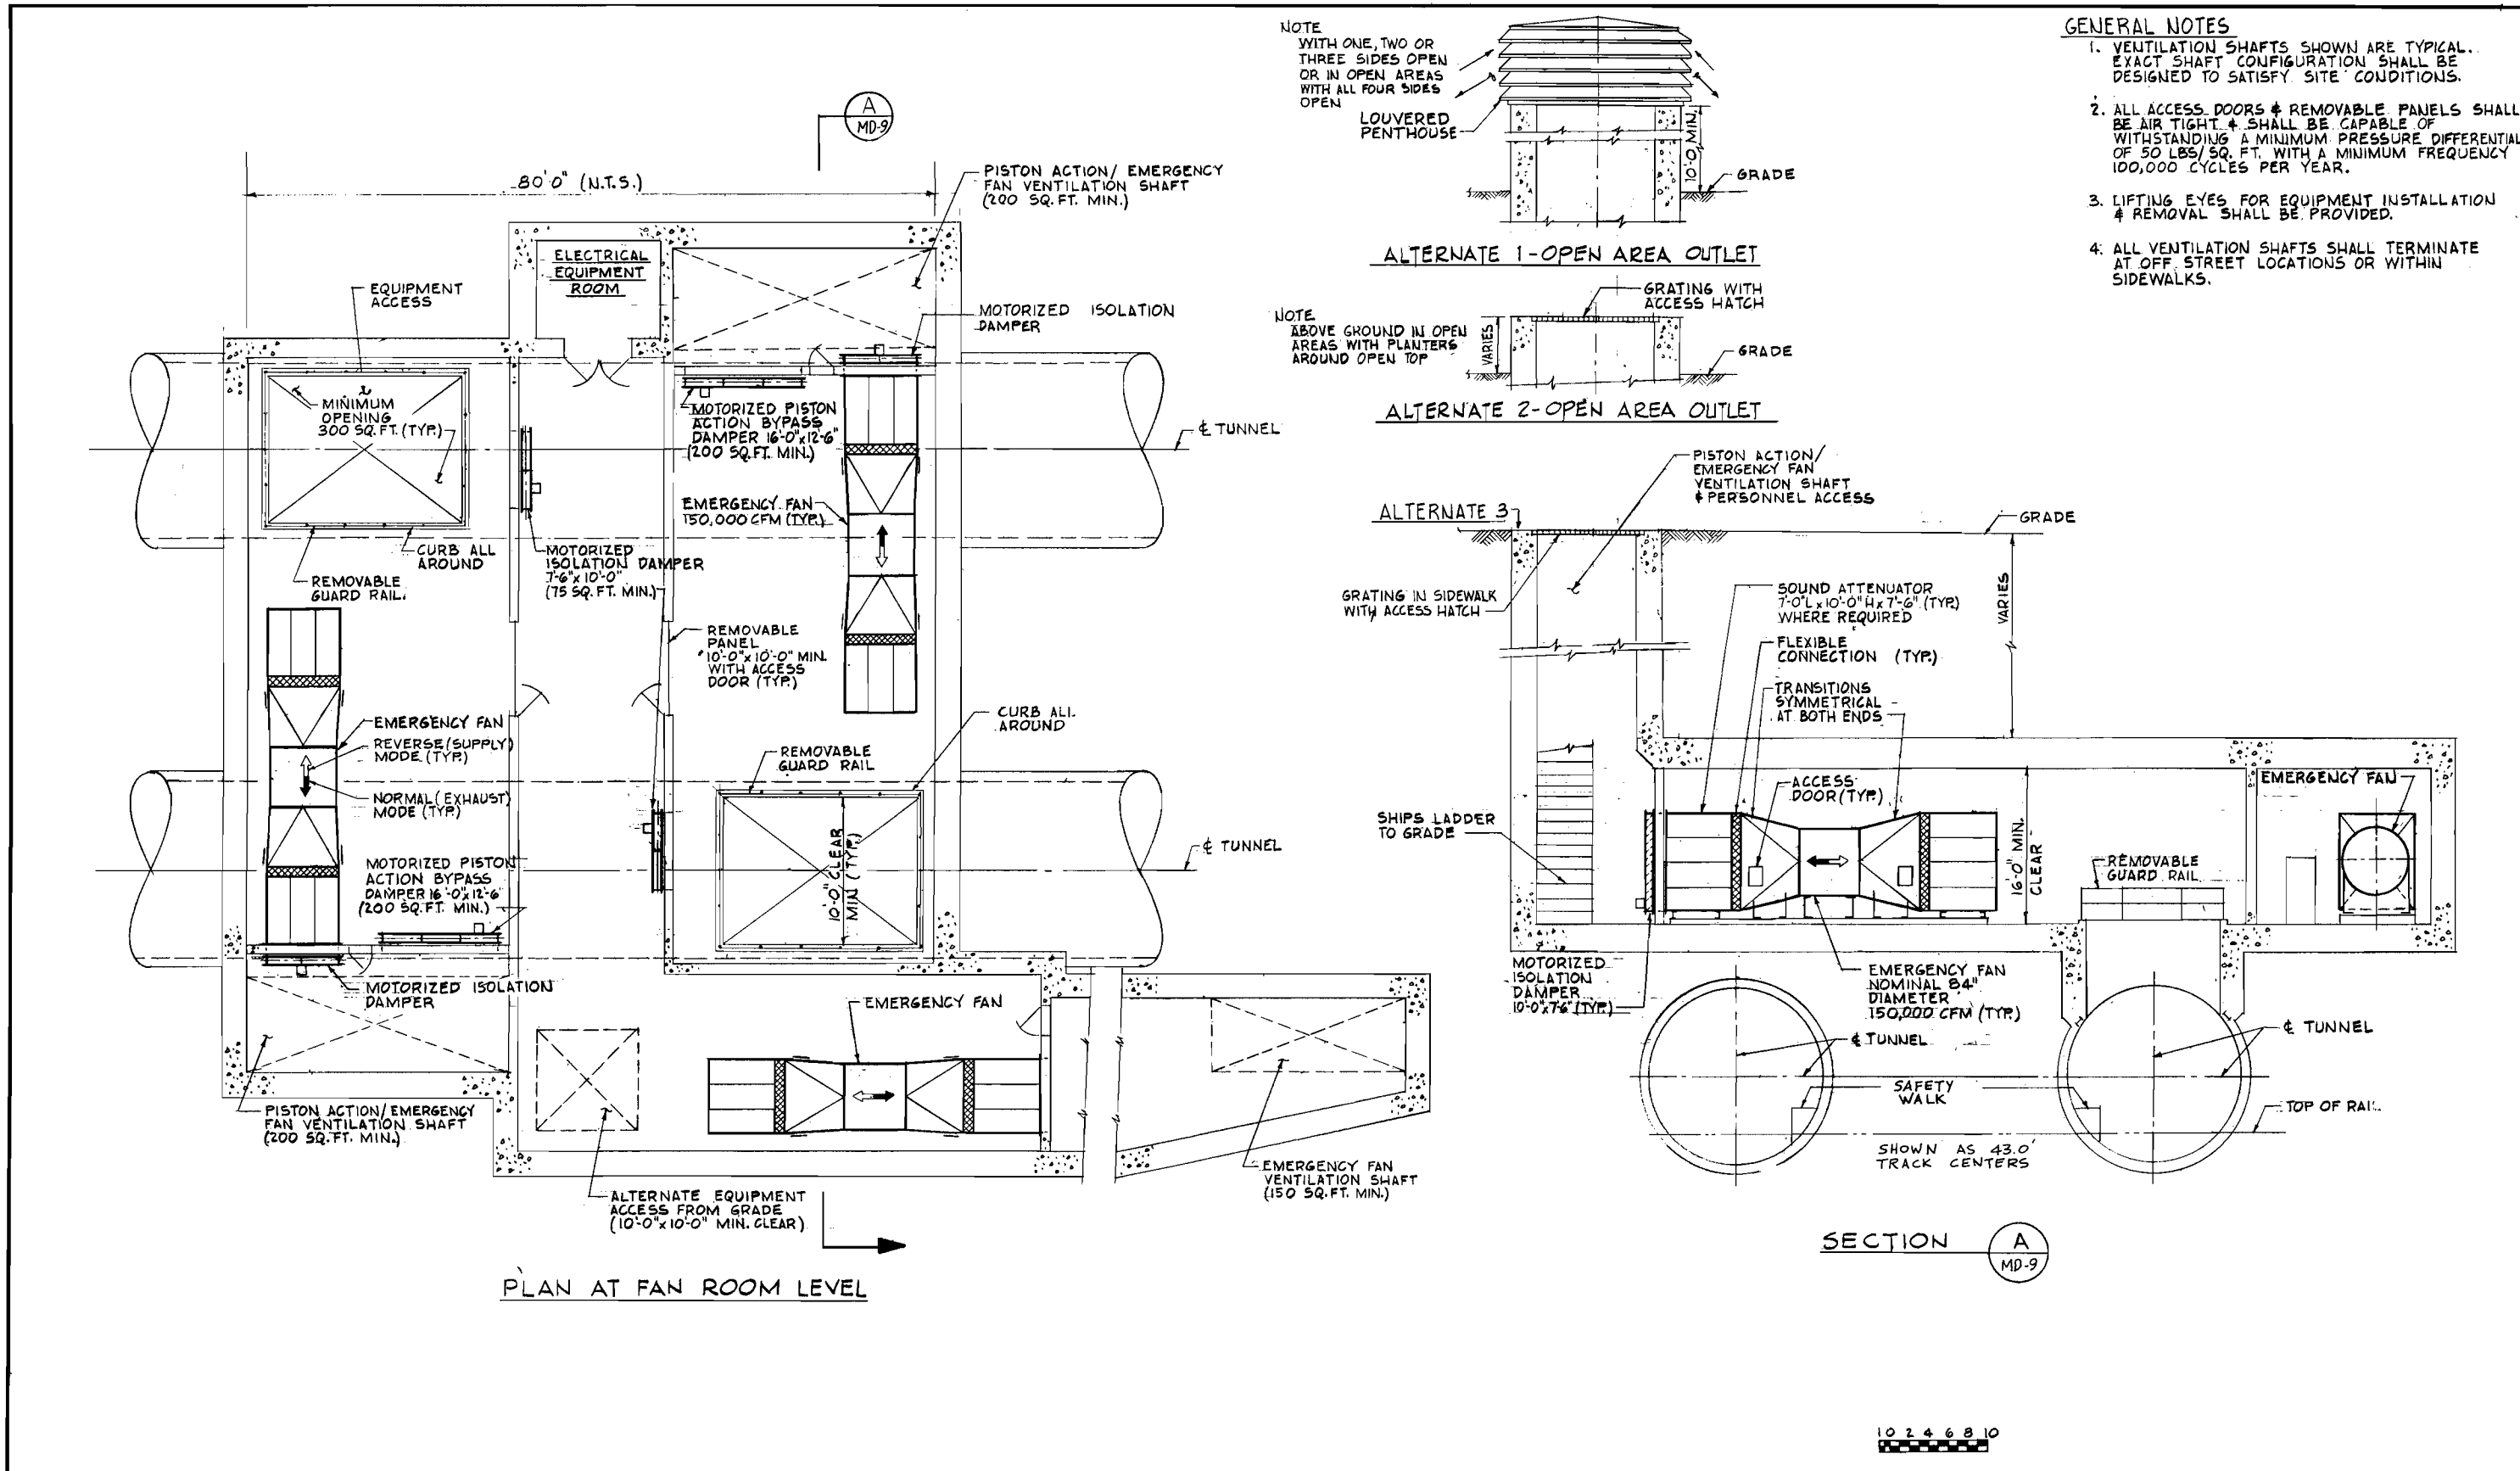 A
MD-9
80'0" (N.T.S.)
PISTON ACTION/ EMERGENCY
FAN VENTILATION SHAFT
(200 SQ.FT. MIN.)
ELECTRICAL
EQUIPMENT
ROOM
EQUIPMENT
ACCESS
MOTORIZED ISOLATION
DAMPER
MINIMUM
OPENING
300 SQ.FT. (TYP.)
MOTORIZED PISTON
ACTION BYPASS
DAMPER 16'-0"x12'-6"
(200 SQ.FT. MIN.)
℄ TUNNEL
EMERGENCY FAN
150,000 CFM (TYP.)
CURB ALL
AROUND
MOTORIZED
ISOLATION DAMPER
7'-6"x 10'-0"
(75 SQ. FT. MIN.)
REMOVABLE
GUARD RAIL.
REMOVABLE
PANEL
10'-0"x10'-0" MIN.
WITH ACCESS
DOOR (TYP.)
CURB ALL
AROUND
EMERGENCY FAN
REVERSE (SUPPLY)
MODE (TYP.)
REMOVABLE
GUARD RAIL
NORMAL (EXHAUST)
MODE (TYP.)
10'-0" CLEAR
MIN (TYP.)
℄ TUNNEL
MOTORIZED PISTON
ACTION BYPASS
DAMPER 16'-0"x12'-6"
(200 SQ.FT. MIN.)
MOTORIZED ISOLATION
DAMPER
EMERGENCY FAN
PISTON ACTION/EMERGENCY
FAN VENTILATION SHAFT
(200 SQ.FT. MIN.)
ALTERNATE EQUIPMENT
ACCESS FROM GRADE
(10'-0"x10'-0" MIN. CLEAR)
EMERGENCY FAN
VENTILATION SHAFT
(150 SQ.FT. MIN.)
PLAN AT FAN ROOM LEVEL
NOTE
WITH ONE, TWO OR
THREE SIDES OPEN
OR IN OPEN AREAS
WITH ALL FOUR SIDES
OPEN
LOUVERED
PENTHOUSE
10'-0 MIN.
GRADE
ALTERNATE 1-OPEN AREA OUTLET
GRATING WITH
ACCESS HATCH
NOTE
ABOVE GROUND IN OPEN
AREAS WITH PLANTERS
AROUND OPEN TOP
VARIES
GRADE
ALTERNATE 2-OPEN AREA OUTLET
PISTON ACTION/
EMERGENCY FAN
VENTILATION SHAFT
& PERSONNEL ACCESS
ALTERNATE 3
GRADE
GRATING IN SIDEWALK
WITH ACCESS HATCH
SOUND ATTENUATOR
7'-0"L x 10'-0"H x 7'-6" (TYP.)
WHERE REQUIRED
VARIES
FLEXIBLE
CONNECTION (TYP.)
TRANSITIONS
SYMMETRICAL
AT BOTH ENDS
ACCESS
DOOR (TYP.)
EMERGENCY FAN
SHIPS LADDER
TO GRADE
16'-0" MIN.
CLEAR
REMOVABLE
GUARD RAIL
MOTORIZED
ISOLATION
DAMPER
10'-0"x7'6" (TYP.)
EMERGENCY FAN
NOMINAL 84"
DIAMETER
150,000 CFM (TYP.)
℄ TUNNEL
℄ TUNNEL
SAFETY
WALK
TOP OF RAIL
SHOWN AS 43.0'
TRACK CENTERS
SECTION
A
MD-9
GENERAL NOTES
1. VENTILATION SHAFTS SHOWN ARE TYPICAL.
EXACT SHAFT CONFIGURATION SHALL BE
DESIGNED TO SATISFY SITE CONDITIONS.
2. ALL ACCESS DOORS & REMOVABLE PANELS SHALL
BE AIR TIGHT & SHALL BE CAPABLE OF
WITHSTANDING A MINIMUM PRESSURE DIFFERENTIAL
OF 50 LBS/SQ. FT. WITH A MINIMUM FREQUENCY
100,000 CYCLES PER YEAR.
3. LIFTING EYES FOR EQUIPMENT INSTALLATION
& REMOVAL SHALL BE PROVIDED.
4. ALL VENTILATION SHAFTS SHALL TERMINATE
AT OFF STREET LOCATIONS OR WITHIN
SIDEWALKS.
10 2 4 6 8 10